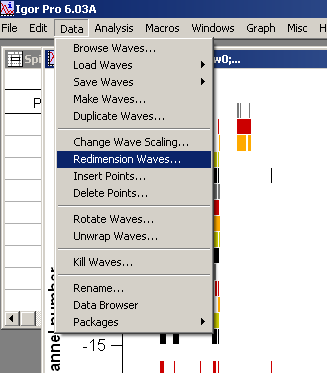 Igor Pro 6.03A
File Edit Data Analysis Macros Windows Graph Misc H
Browse Waves...
Load Waves
Save Waves
Make Waves...
Duplicate Waves...
Change Wave Scaling...
Redimension Waves...
Insert Points...
Delete Points...
Rotate Waves...
Unwrap Waves...
Kill Waves...
Rename...
Data Browser
Packages
Spi
w0;...
P
annel number
-15